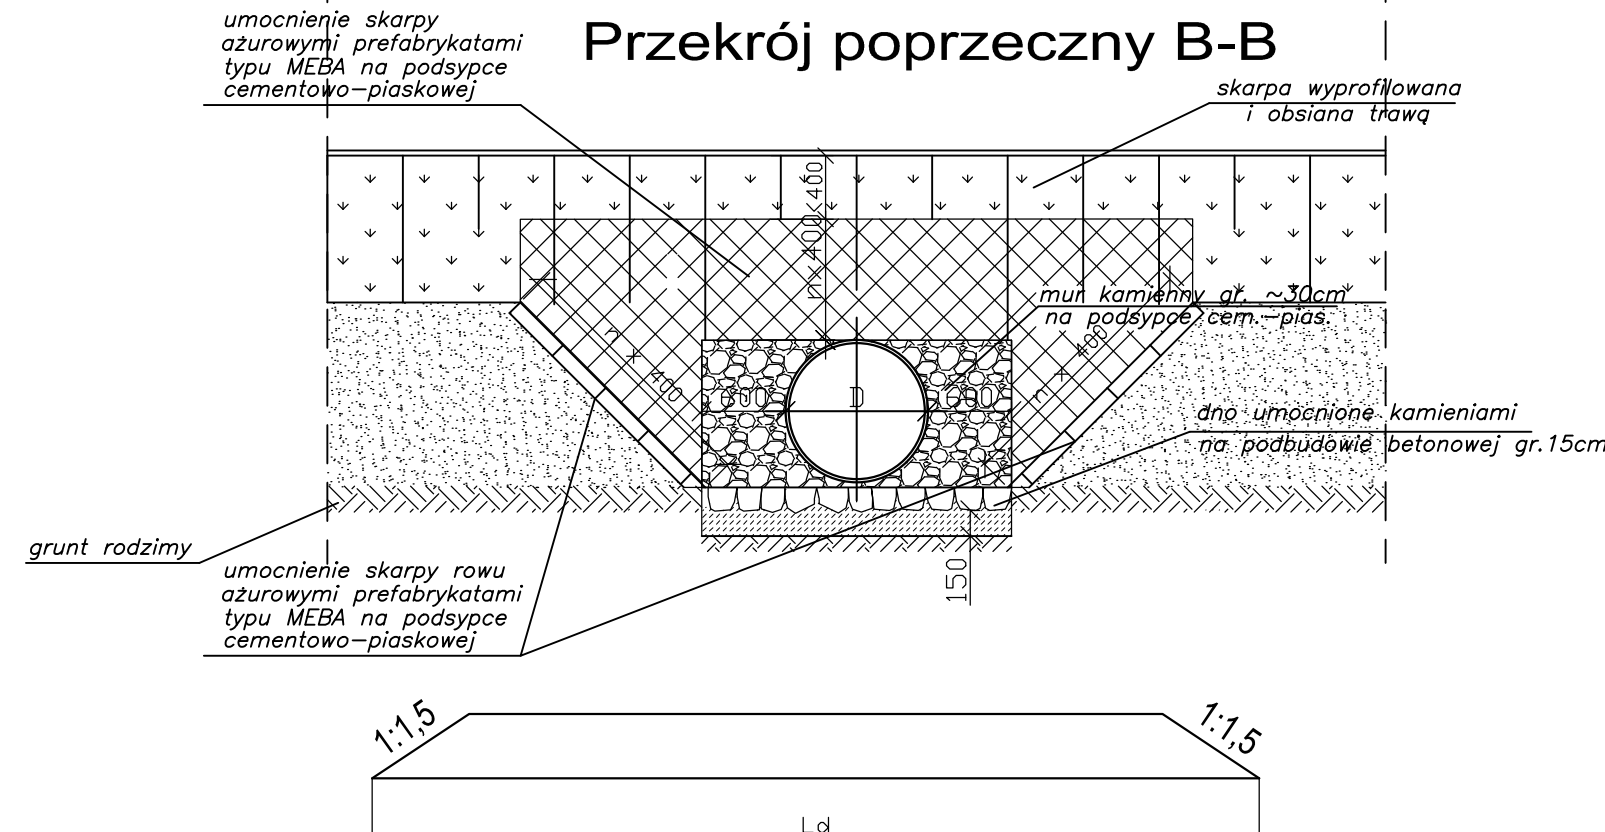 umocnienie skarpy
ażurowymi prefabrykatami
typu MEBA na podsypce
cementowo-piaskowej
Przekrój poprzeczny B-B
skarpa wyprofilowana
i obsiana trawą
n×400×400
mur kamienny gr. ~30cm
na podsypce cem.-pias.
n × 400
n × 400
600
D
600
dno umocnione kamieniami
na podbudowie betonowej gr.15cm
grunt rodzimy
umocnienie skarpy rowu
ażurowymi prefabrykatami
typu MEBA na podsypce
cementowo-piaskowej
150
1:1,5
1:1,5
Ld